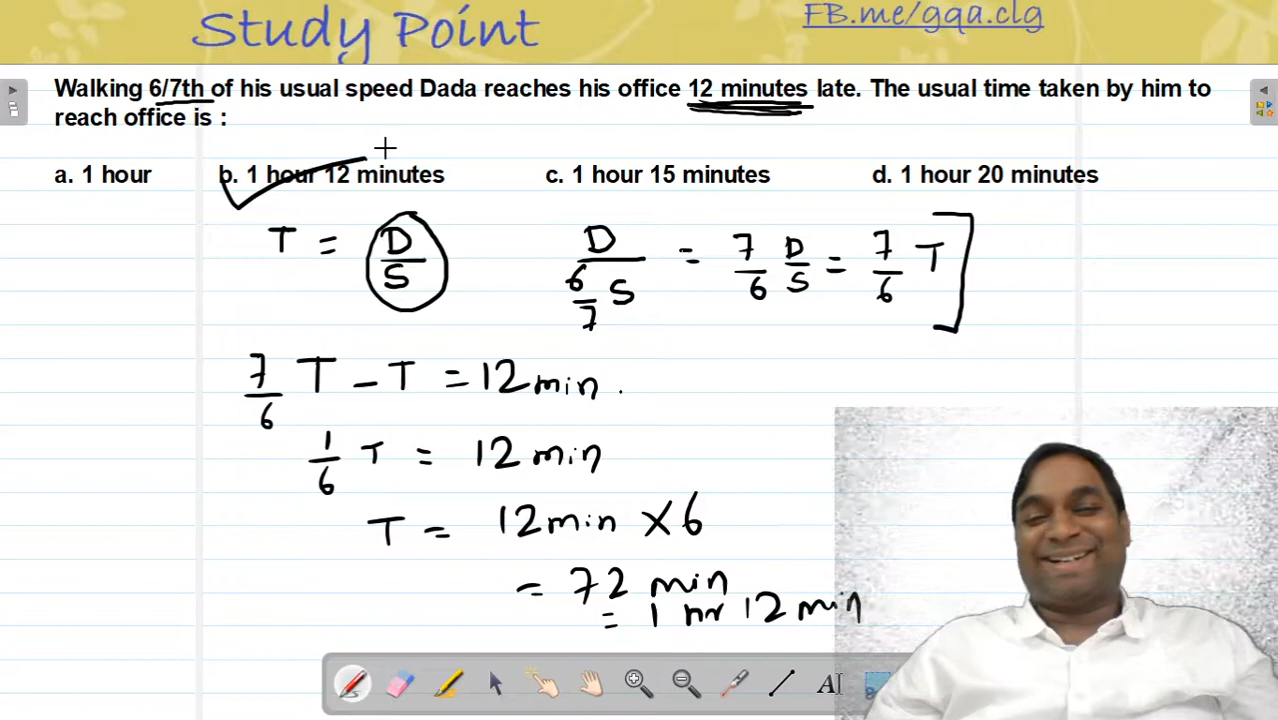 Study Point
FB.me/gqa.clg
Walking 6/7th of his usual speed Dada reaches his office 12 minutes late. The usual time taken by him to
reach office is :
a. 1 hour b. 1 hour 12 minutes c. 1 hour 15 minutes d. 1 hour 20 minutes
T = D/S D/(6/7 S) = 7/6 D/S = 7/6 T ]
7/6 T - T = 12 min.
1/6 T = 12 min
T = 12 min × 6
= 72 min
= 1 hr 12 min
AI